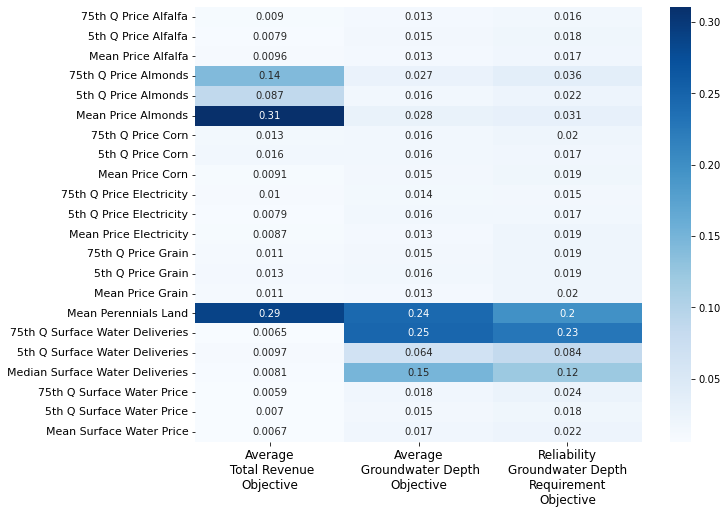 75th Q Price Alfalfa 0.009 0.013 0.016
5th Q Price Alfalfa 0.0079 0.015 0.018
Mean Price Alfalfa 0.0096 0.013 0.017
75th Q Price Almonds 0.14 0.027 0.036
5th Q Price Almonds 0.087 0.016 0.022
Mean Price Almonds 0.31 0.028 0.031
75th Q Price Corn 0.013 0.016 0.02
5th Q Price Corn 0.016 0.016 0.017
Mean Price Corn 0.0091 0.015 0.019
75th Q Price Electricity 0.01 0.014 0.015
5th Q Price Electricity 0.0079 0.016 0.017
Mean Price Electricity 0.0087 0.013 0.019
75th Q Price Grain 0.011 0.015 0.019
5th Q Price Grain 0.013 0.016 0.019
Mean Price Grain 0.011 0.013 0.02
Mean Perennials Land 0.29 0.24 0.2
75th Q Surface Water Deliveries 0.0065 0.25 0.23
5th Q Surface Water Deliveries 0.0097 0.064 0.084
Median Surface Water Deliveries 0.0081 0.15 0.12
75th Q Surface Water Price 0.0059 0.018 0.024
5th Q Surface Water Price 0.007 0.015 0.018
Mean Surface Water Price 0.0067 0.017 0.022
Average
Total Revenue
Objective
Average
Groundwater Depth
Objective
Reliability
Groundwater Depth
Requirement
Objective
0.30
0.25
0.20
0.15
0.10
0.05